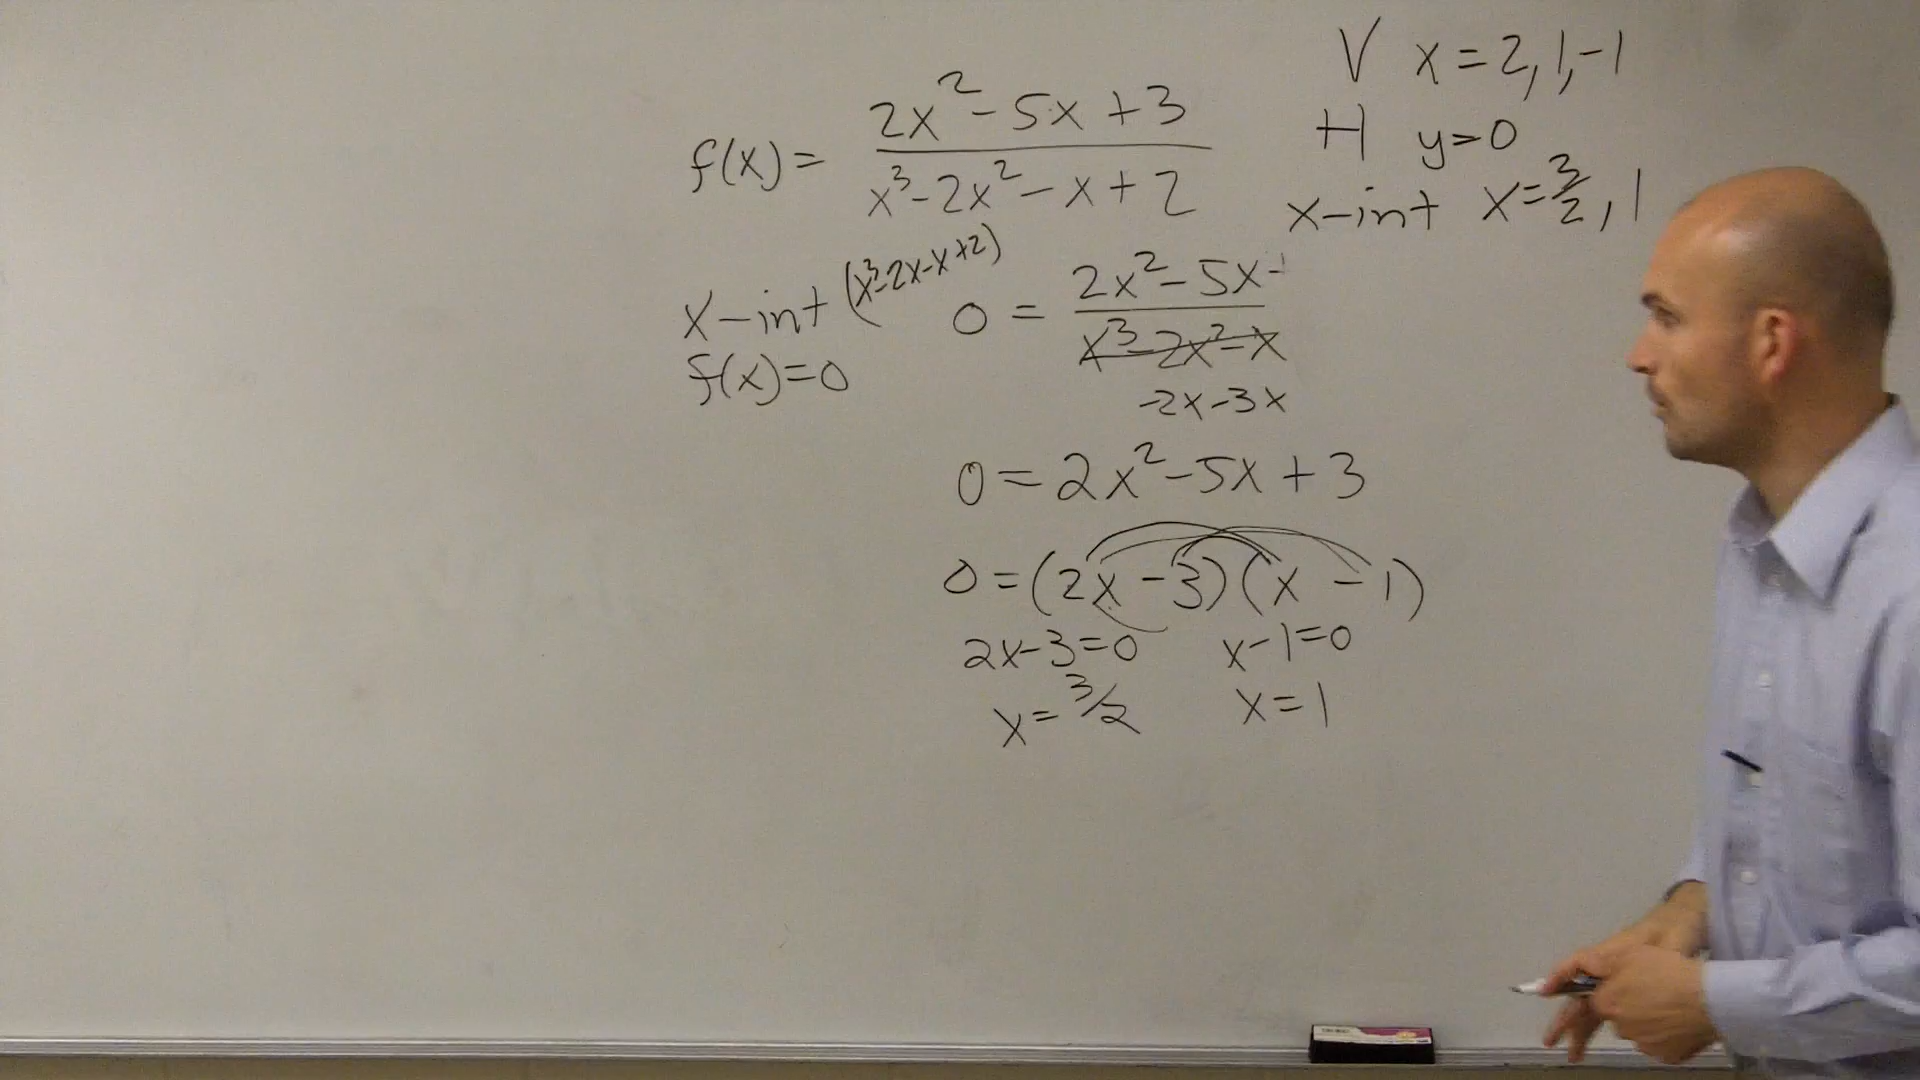 f(x) = 2x² - 5x + 3 / x³ - 2x² - x + 2
V x = 2, 1, -1
H y = 0
x-int x = 3/2, 1
x-int (x³-2x-x+2) 0 = 2x² - 5x - / x³ - 2x² - x
f(x) = 0
-2x-3x
0 = 2x² - 5x + 3
0 = (2x - 3)(x - 1)
2x-3=0 x-1=0
x = 3/2 x = 1